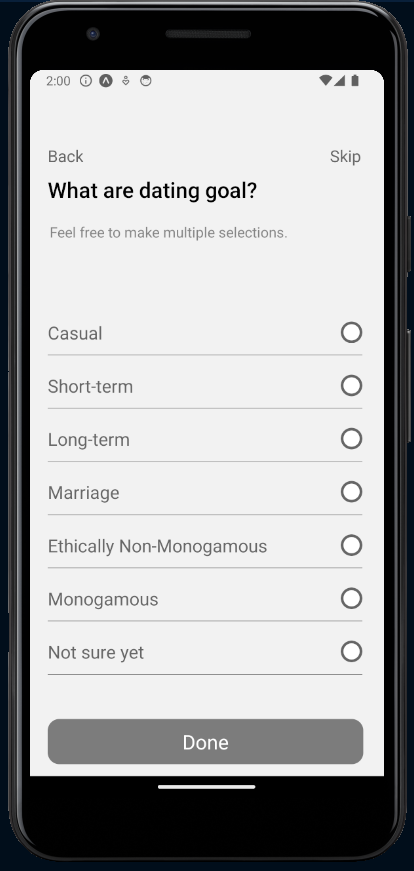 2:00
Back
Skip
What are dating goal?
Feel free to make multiple selections.
Casual
Short-term
Long-term
Marriage
Ethically Non-Monogamous
Monogamous
Not sure yet
Done